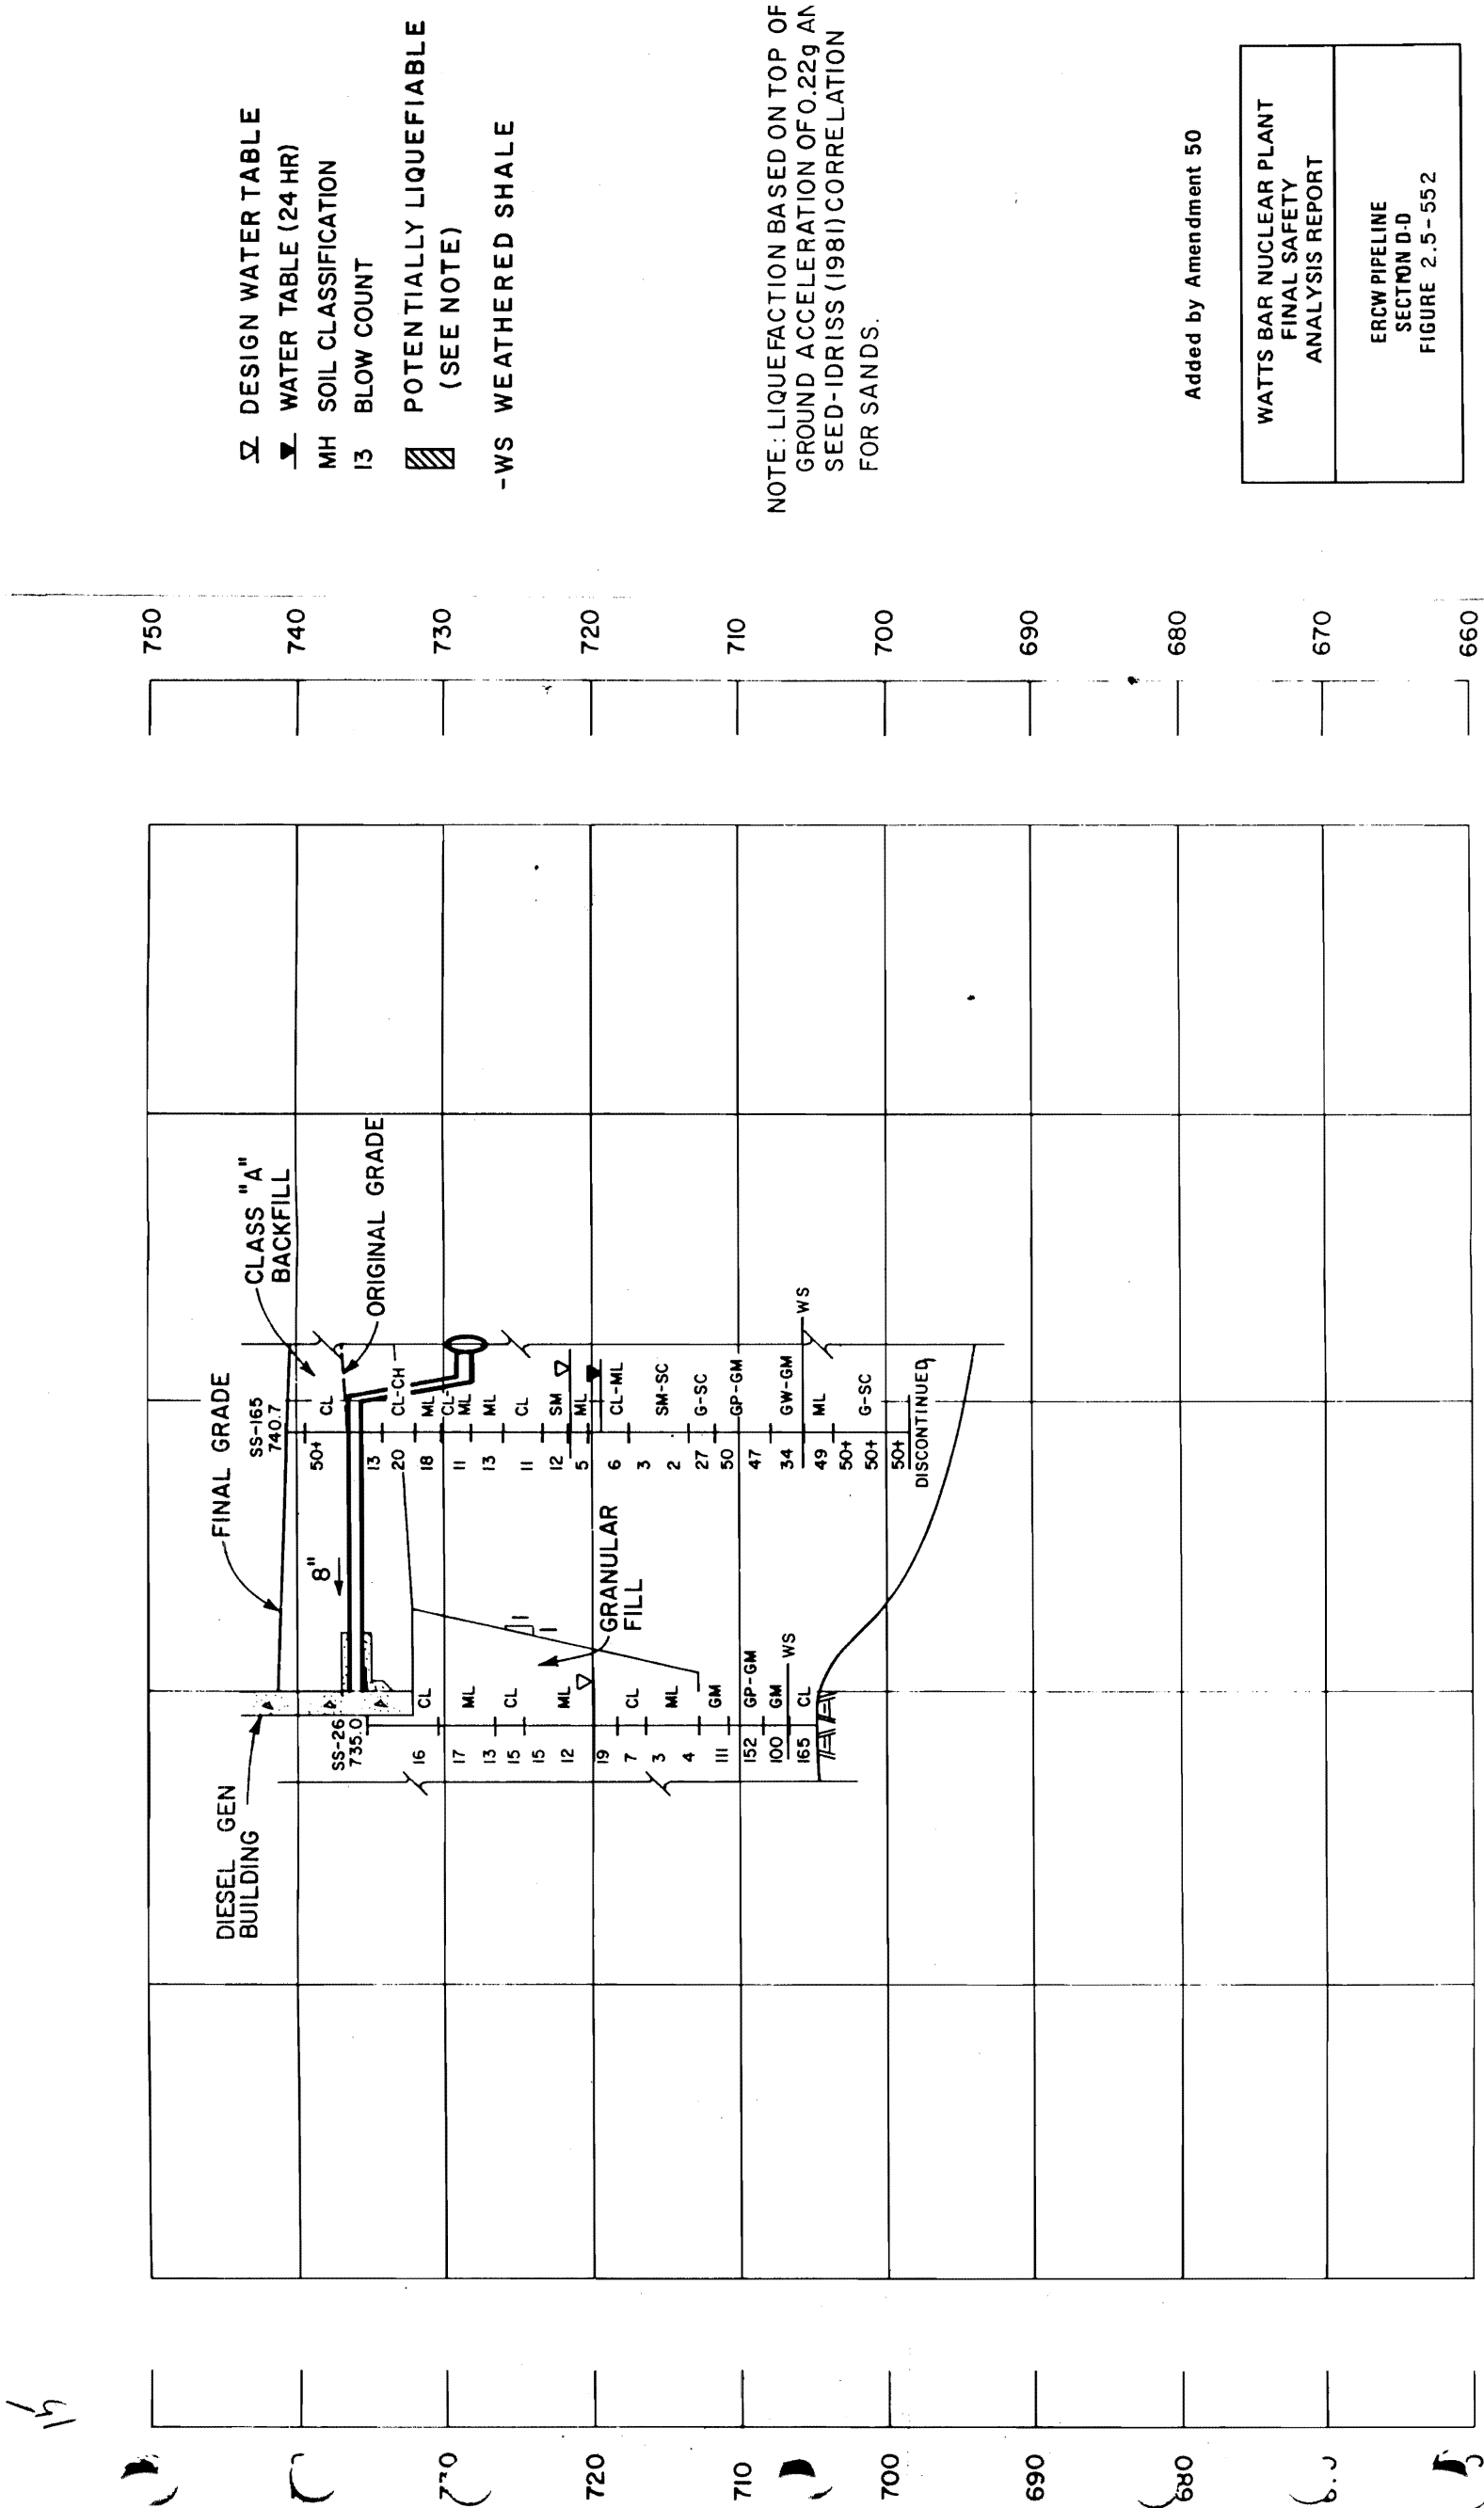 DIESEL GEN
BUILDING
FINAL GRADE
CLASS "A"
BACKFILL
ORIGINAL GRADE
8"
GRANULAR
FILL
1
1
SS-26
735.0
16
17
13
15
15
12
19
7
3
4
111
152
100
165
CL
ML
CL
ML
CL
ML
GM
GP-GM
GM
CL
WS
SS-165
740.7
50+
13
20
18
11
13
11
12
5
6
3
2
27
50
47
34
49
50+
50+
50+
DISCONTINUED
CL
CL-CH
ML
CL-
ML
ML
CL
SM
ML
CL-ML
SM-SC
G-SC
GP-GM
GW-GM
ML
G-SC
WS
720
710
700
680
750
740
730
720
710
700
690
680
670
660
DESIGN WATER TABLE
WATER TABLE (24 HR)
MH SOIL CLASSIFICATION
13 BLOW COUNT
POTENTIALLY LIQUEFIABLE
(SEE NOTE)
-WS WEATHERED SHALE
NOTE: LIQUEFACTION BASED ON TOP OF
GROUND ACCELERATION OF 0.22g AN
SEED-IDRISS (1981) CORRELATION
FOR SANDS.
Added by Amendment 50
WATTS BAR NUCLEAR PLANT
FINAL SAFETY
ANALYSIS REPORT
ERCW PIPELINE
SECTION D-D
FIGURE 2.5-552